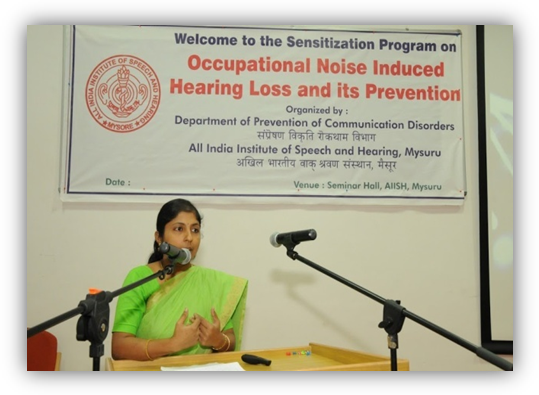 Welcome to the Sensitization Program on
Occupational Noise Induced
Hearing Loss and its Prevention
Organized by :
Department of Prevention of Communication Disorders
संप्रेषण विकृति रोकथाम विभाग
All India Institute of Speech and Hearing, Mysuru
अखिल भारतीय वाक् श्रवण संस्थान, मैसूर
Date :
Venue : Seminar Hall, AIISH, Mysuru
ALL INDIA INSTITUTE OF SPEECH AND HEARING
MYSORE